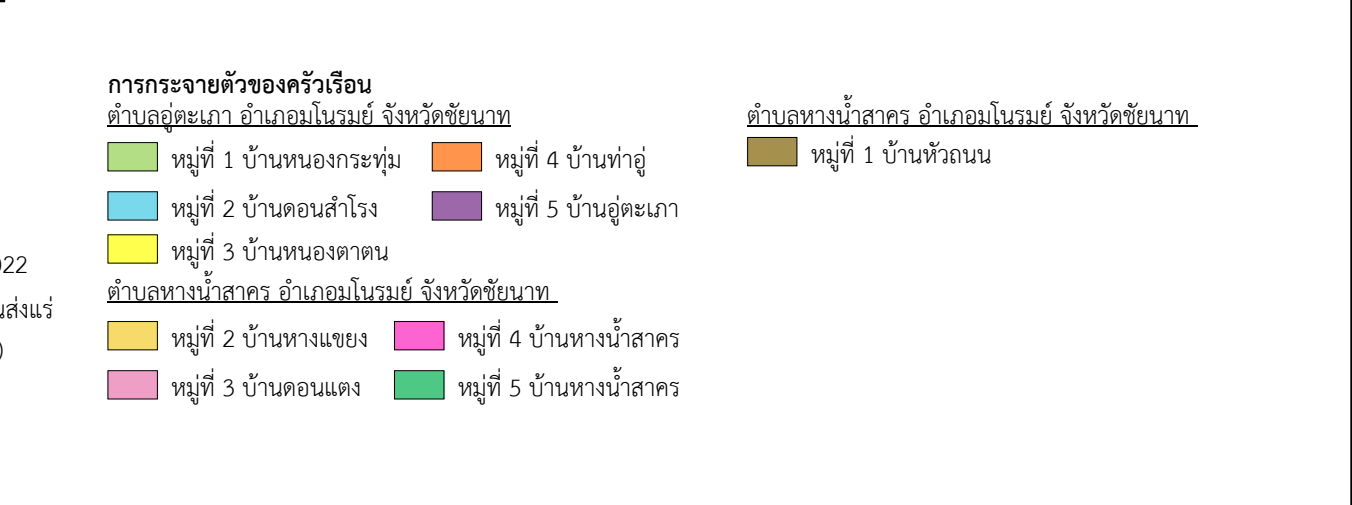 การกระจายตัวของครัวเรือน
ตำบลอู่ตะเภา อำเภอมโนรมย์ จังหวัดชัยนาท
หมู่ที่ 1 บ้านหนองกระทุ่ม
หมู่ที่ 4 บ้านท่าอู่
หมู่ที่ 2 บ้านดอนสำโรง
หมู่ที่ 5 บ้านอู่ตะเภา
หมู่ที่ 3 บ้านหนองตาตน
ตำบลหางน้ำสาคร อำเภอมโนรมย์ จังหวัดชัยนาท
หมู่ที่ 2 บ้านหางแขยง
หมู่ที่ 4 บ้านหางน้ำสาคร
หมู่ที่ 3 บ้านดอนแตง
หมู่ที่ 5 บ้านหางน้ำสาคร
ตำบลหางน้ำสาคร อำเภอมโนรมย์ จังหวัดชัยนาท
หมู่ที่ 1 บ้านหัวถนน
22
ส่งแร่
)